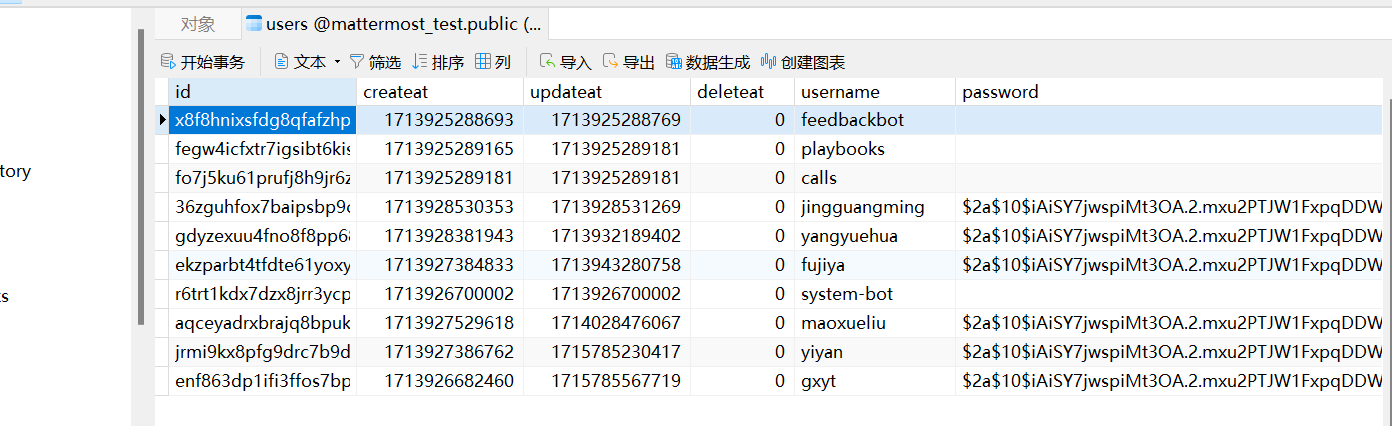 对象 users @mattermost_test.public (...
开始事务 文本 筛选 排序 列 导入 导出 数据生成 创建图表
id createat updateat deleteat username password
x8f8hnixsfdg8qfafzhp 1713925288693 1713925288769 0 feedbackbot
fegw4icfxtr7igsibt6kis 1713925289165 1713925289181 0 playbooks
tory
fo7j5ku61prufj8h9jr6z 1713925289181 1713925289181 0 calls
36zguhfox7baipsbp9c 1713928530353 1713928531269 0 jingguangming $2a$10$iAiSY7jwspiMt3OA.2.mxu2PTJW1FxpqDDW
gdyzexuu4fno8f8pp68 1713928381943 1713932189402 0 yangyuehua $2a$10$iAiSY7jwspiMt3OA.2.mxu2PTJW1FxpqDDW
ekzparbt4tfdte61yoxy 1713927384833 1713943280758 0 fujiya $2a$10$iAiSY7jwspiMt3OA.2.mxu2PTJW1FxpqDDW
r6trt1kdx7dzx8jrr3ycp 1713926700002 1713926700002 0 system-bot
s
aqceyadrxbrajq8bpuk 1713927529618 1714028476067 0 maoxueliu $2a$10$iAiSY7jwspiMt3OA.2.mxu2PTJW1FxpqDDW
jrmi9kx8pfg9drc7b9d 1713927386762 1715785230417 0 yiyan $2a$10$iAiSY7jwspiMt3OA.2.mxu2PTJW1FxpqDDW
enf863dp1ifi3ffos7bp 1713926682460 1715785567719 0 gxyt $2a$10$iAiSY7jwspiMt3OA.2.mxu2PTJW1FxpqDDW